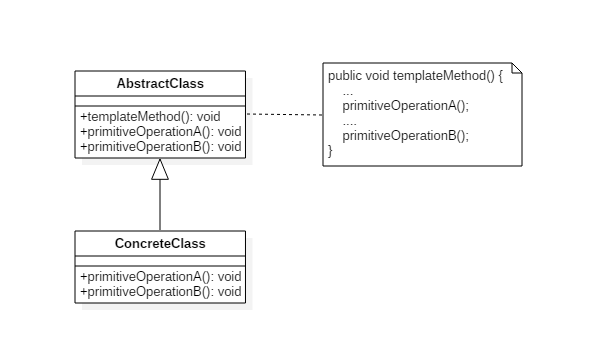 AbstractClass
+templateMethod(): void
+primitiveOperationA(): void
+primitiveOperationB(): void
public void templateMethod() {
...
primitiveOperationA();
....
primitiveOperationB();
}
ConcreteClass
+primitiveOperationA(): void
+primitiveOperationB(): void